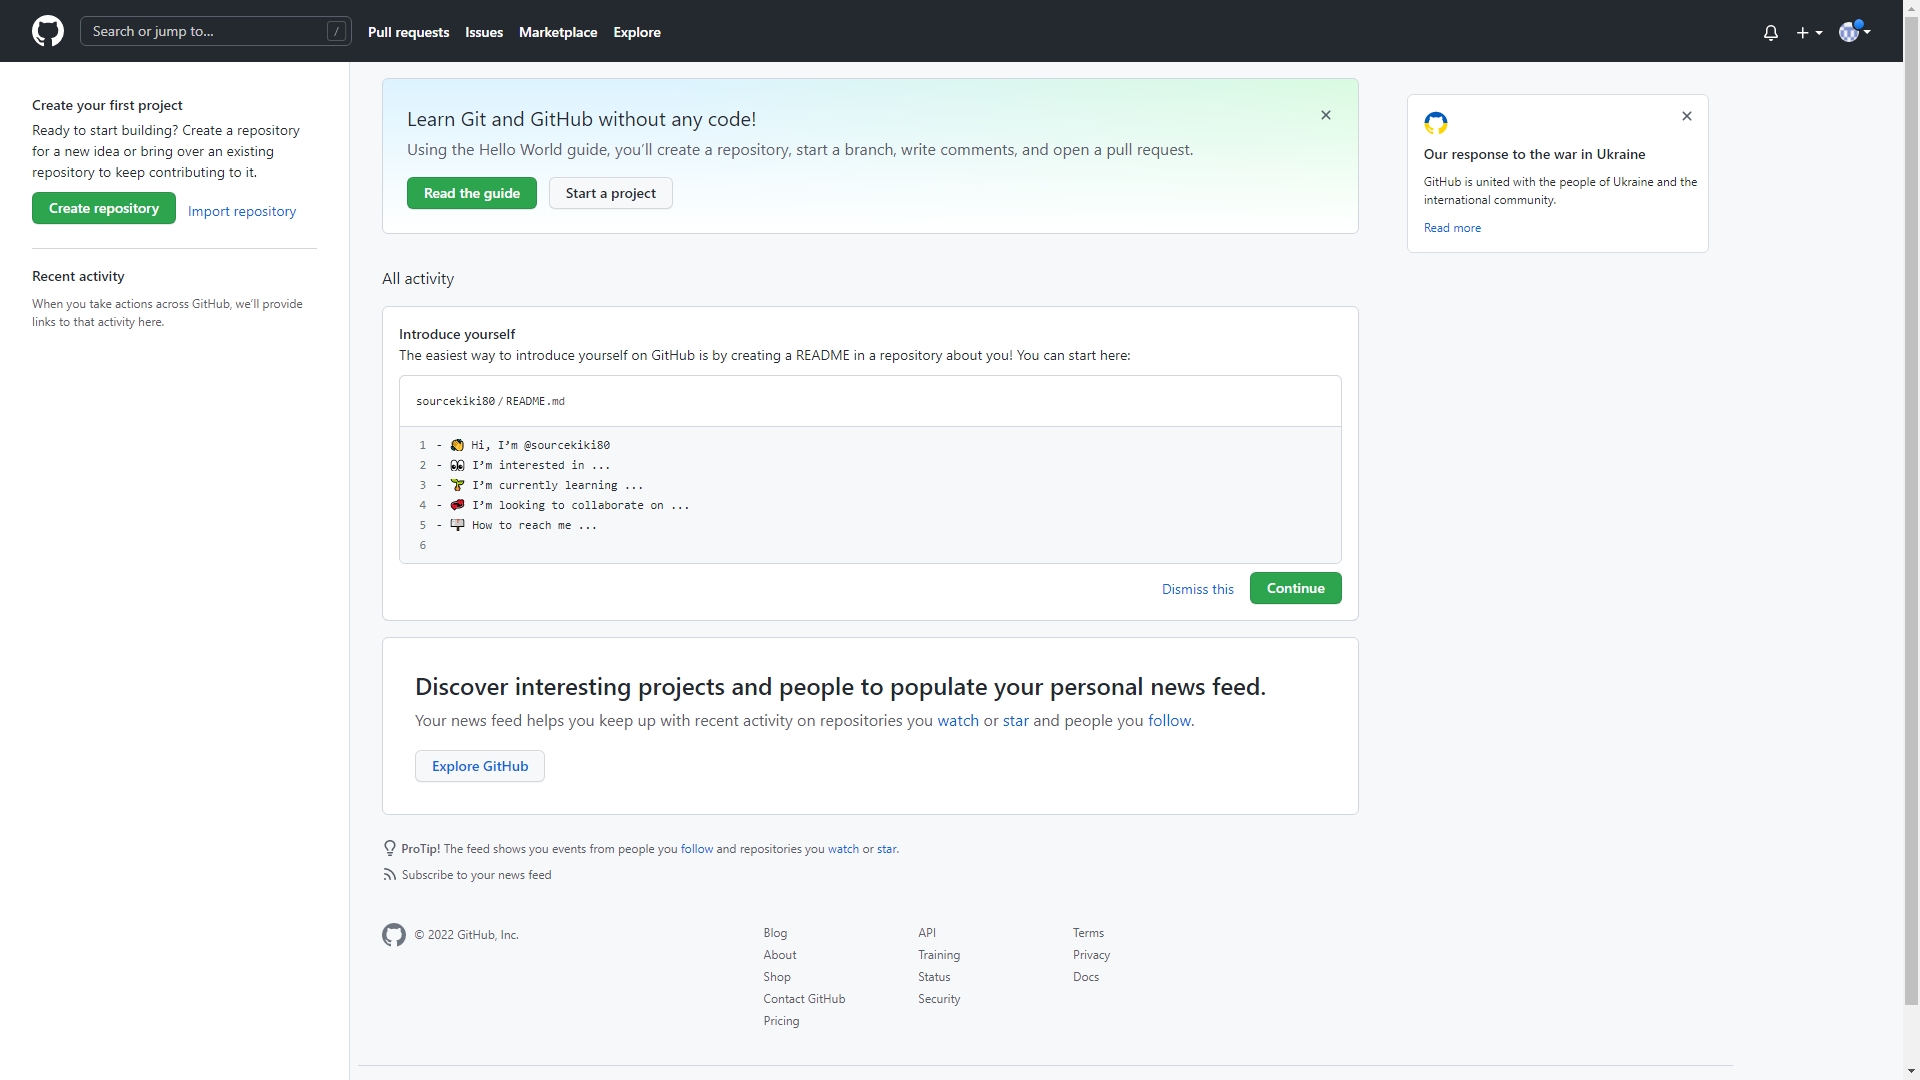 Search or jump to...
/
Pull requests
Issues
Marketplace
Explore
Create your first project
Ready to start building? Create a repository
for a new idea or bring over an existing
repository to keep contributing to it.
Create repository
Import repository
Recent activity
When you take actions across GitHub, we'll provide
links to that activity here.
Learn Git and GitHub without any code!
Using the Hello World guide, you'll create a repository, start a branch, write comments, and open a pull request.
Read the guide
Start a project
All activity
Introduce yourself
The easiest way to introduce yourself on GitHub is by creating a README in a repository about you! You can start here:
sourcekiki80/README.md
1 - 👋 Hi, I'm @sourcekiki80
2 - 👀 I'm interested in ...
3 - 🌱 I'm currently learning ...
4 - 💞️ I'm looking to collaborate on ...
5 - 📫 How to reach me ...
6
Dismiss this
Continue
Discover interesting projects and people to populate your personal news feed.
Your news feed helps you keep up with recent activity on repositories you watch or star and people you follow.
Explore GitHub
ProTip! The feed shows you events from people you follow and repositories you watch or star.
Subscribe to your news feed
© 2022 GitHub, Inc.
Blog
About
Shop
Contact GitHub
Pricing
API
Training
Status
Security
Terms
Privacy
Docs
Our response to the war in Ukraine
GitHub is united with the people of Ukraine and the
international community.
Read more